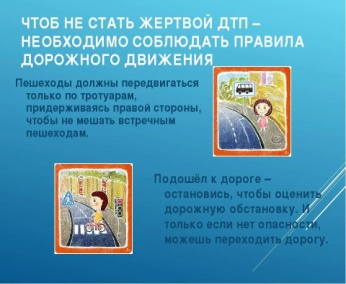 ЧТОБ НЕ СТАТЬ ЖЕРТВОЙ ДТП –
НЕОБХОДИМО СОБЛЮДАТЬ ПРАВИЛА
ДОРОЖНОГО ДВИЖЕНИЯ
Пешеходы должны передвигаться
только по тротуарам,
придерживаясь правой стороны,
чтобы не мешать встречным
пешеходам.
Подошёл к дороге –
остановись, чтобы оценить
дорожную обстановку. И
только если нет опасности,
можешь переходить дорогу.